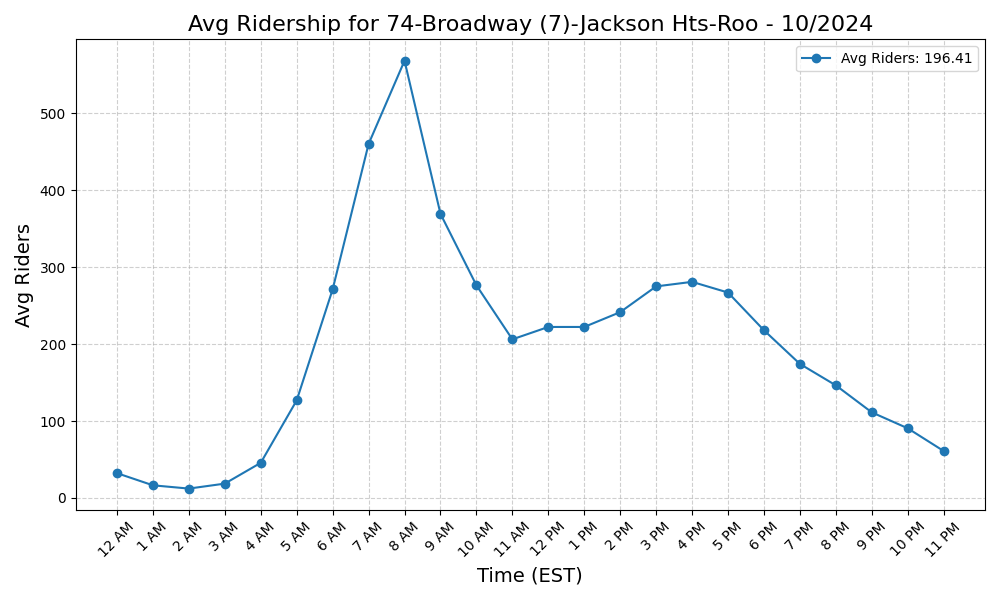 Avg Ridership for 74-Broadway (7)-Jackson Hts-Roo - 10/2024
Avg Riders: 196.41
Avg Riders
500
400
300
200
100
0
12 AM
1 AM
2 AM
3 AM
4 AM
5 AM
6 AM
7 AM
8 AM
9 AM
10 AM
11 AM
12 PM
1 PM
2 PM
3 PM
4 PM
5 PM
6 PM
7 PM
8 PM
9 PM
10 PM
11 PM
Time (EST)